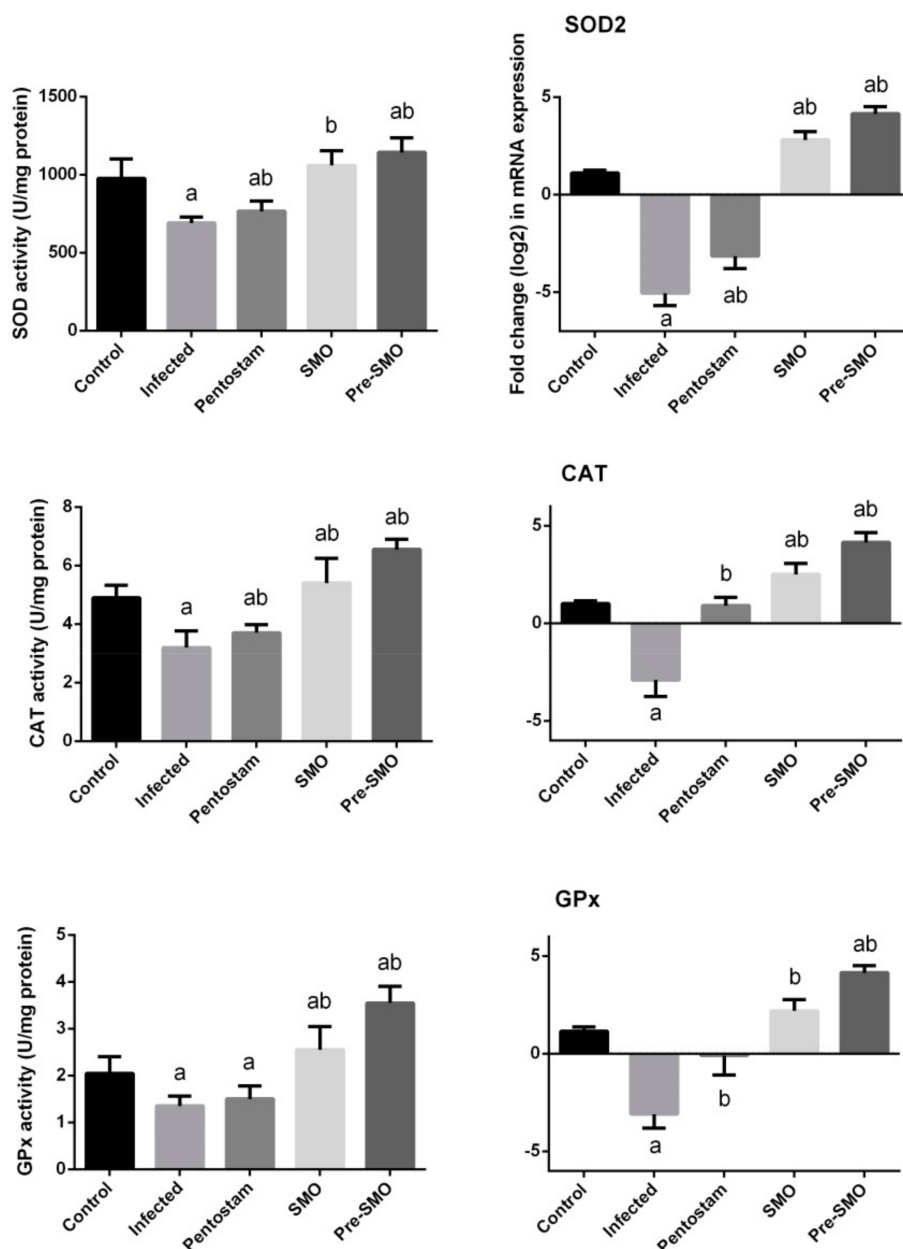 SOD activity (U/mg protein)
1500
1000
500
0
a
ab
b
ab
Control
Infected
Pentostam
SMO
Pre-SMO
SOD2
Fold change (log2) in mRNA expression
5
0
-5
a
ab
ab
ab
Control
Infected
Pentostam
SMO
Pre-SMO
CAT activity (U/mg protein)
8
6
4
2
0
a
ab
ab
ab
Control
Infected
Pentostam
SMO
Pre-SMO
CAT
5
0
-5
a
b
ab
ab
Control
Infected
Pentostam
SMO
Pre-SMO
GPx activity (U/mg protein)
5
4
3
2
1
0
a
a
ab
ab
Control
Infected
Pentostam
SMO
Pre-SMO
GPx
5
0
-5
a
b
b
ab
Control
Infected
Pentostam
SMO
Pre-SMO